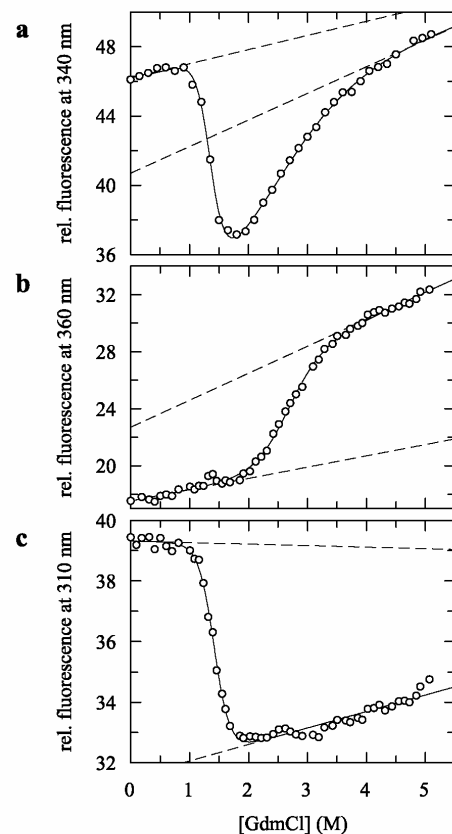 a
rel. fluorescence at 340 nm
48
44
40
36
b
rel. fluorescence at 360 nm
32
28
24
20
18
c
rel. fluorescence at 310 nm
40
38
36
34
32
0 1 2 3 4 5
[GdmCl] (M)